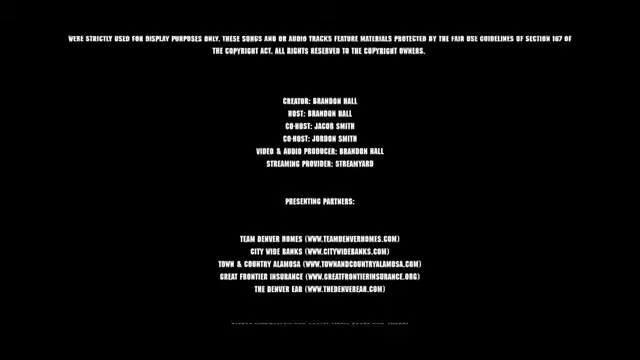 WERE STRICTLY USED FOR DISPLAY PURPOSES ONLY. THESE SONGS AND OR AUDIO TRACKS FEATURE MATERIALS PROTECTED BY THE FAIR USE GUIDELINES OF SECTION 107 OF
THE COPYRIGHT ACT. ALL RIGHTS RESERVED TO THE COPYRIGHT OWNERS.
CREATOR: BRANDON HALL
HOST: BRANDON HALL
CO-HOST: JACOB SMITH
CO-HOST: JORDON SMITH
VIDEO & AUDIO PRODUCER: BRANDON HALL
STREAMING PROVIDER: STREAMYARD
PRESENTING PARTNERS:
TEAM DENVER HOMES (WWW.TEAMDENVERHOMES.COM)
CITY WIDE BANKS (WWW.CITYWIDEBANKS.COM)
TOWN & COUNTRY ALAMOSA (WWW.TOWNANDCOUNTRYALAMOSA.COM)
GREAT FRONTIER INSURANCE (WWW.GREATFRONTIERINSURANCE.ORG)
THE DENVER EAR (WWW.THEDENVEREAR.COM)